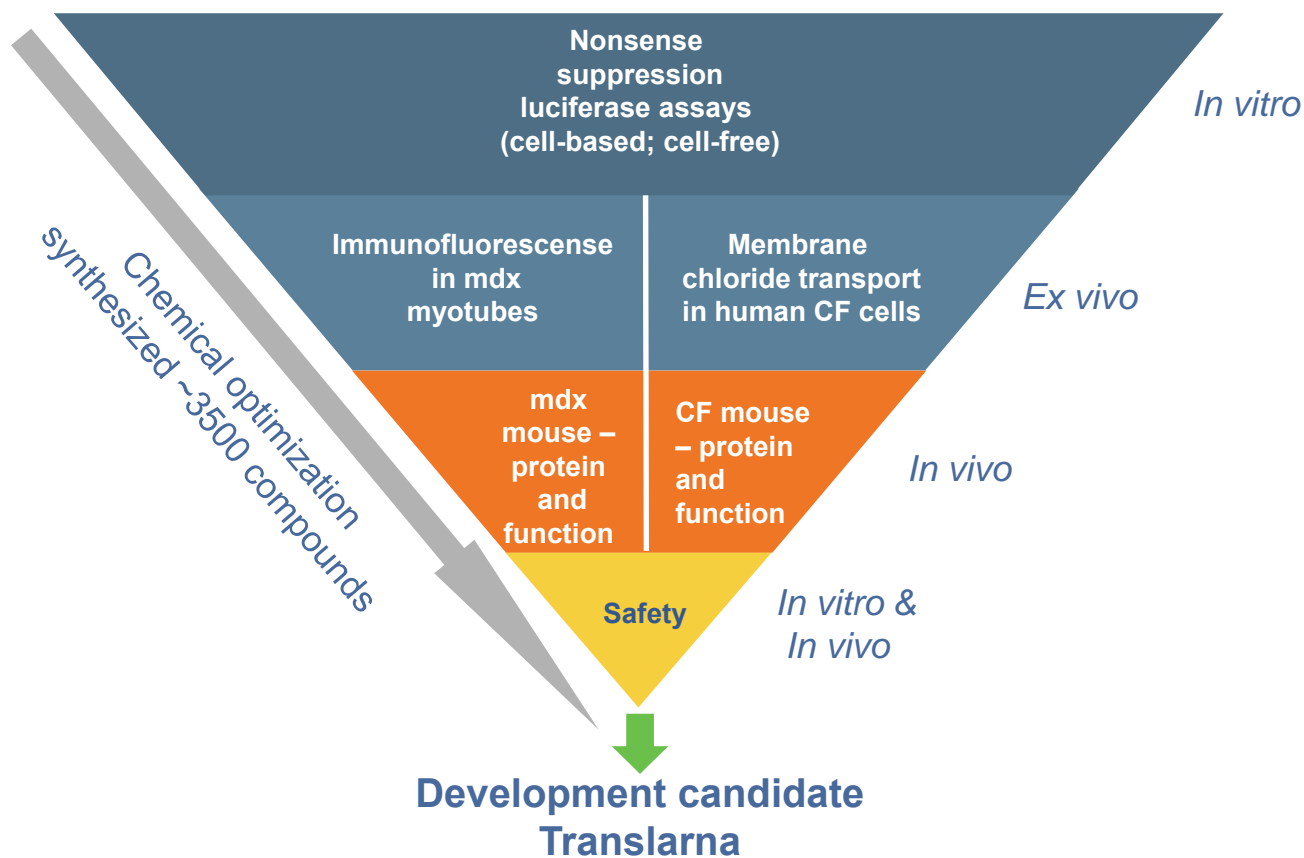 Nonsense
suppression
luciferase assays
(cell-based; cell-free)
In vitro
Immunofluorescense
in mdx
myotubes
Membrane
chloride transport
in human CF cells
Ex vivo
Chemical optimization
synthesized ~3500 compounds
mdx
mouse –
protein
and
function
CF mouse
– protein
and
function
In vivo
Safety
In vitro &
In vivo
Development candidate
Translarna